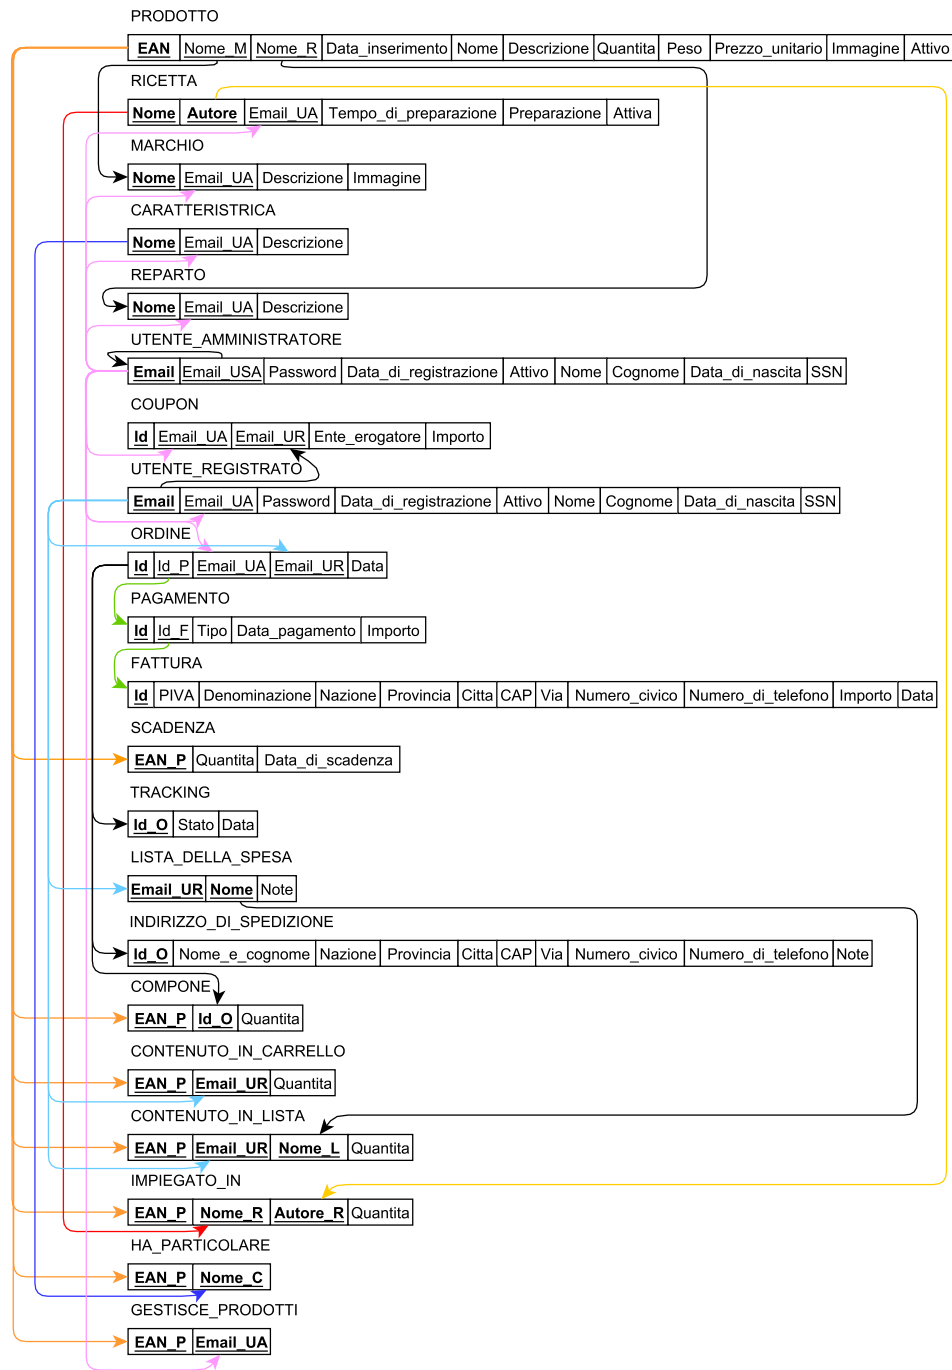 PRODOTTO
EAN Nome_M Nome_R Data_inserimento Nome Descrizione Quantita Peso Prezzo_unitario Immagine Attivo
RICETTA
Nome Autore Email_UA Tempo_di_preparazione Preparazione Attiva
MARCHIO
Nome Email_UA Descrizione Immagine
CARATTERISTRICA
Nome Email_UA Descrizione
REPARTO
Nome Email_UA Descrizione
UTENTE_AMMINISTRATORE
Email Email_USA Password Data_di_registrazione Attivo Nome Cognome Data_di_nascita SSN
COUPON
Id Email_UA Email_UR Ente_erogatore Importo
UTENTE_REGISTRATO
Email Email_UA Password Data_di_registrazione Attivo Nome Cognome Data_di_nascita SSN
ORDINE
Id Id_P Email_UA Email_UR Data
PAGAMENTO
Id Id_F Tipo Data_pagamento Importo
FATTURA
Id PIVA Denominazione Nazione Provincia Citta CAP Via Numero_civico Numero_di_telefono Importo Data
SCADENZA
EAN_P Quantita Data_di_scadenza
TRACKING
Id_O Stato Data
LISTA_DELLA_SPESA
Email_UR Nome Note
INDIRIZZO_DI_SPEDIZIONE
Id_O Nome_e_cognome Nazione Provincia Citta CAP Via Numero_civico Numero_di_telefono Note
COMPONE
EAN_P Id_O Quantita
CONTENUTO_IN_CARRELLO
EAN_P Email_UR Quantita
CONTENUTO_IN_LISTA
EAN_P Email_UR Nome_L Quantita
IMPIEGATO_IN
EAN_P Nome_R Autore_R Quantita
HA_PARTICOLARE
EAN_P Nome_C
GESTISCE_PRODOTTI
EAN_P Email_UA